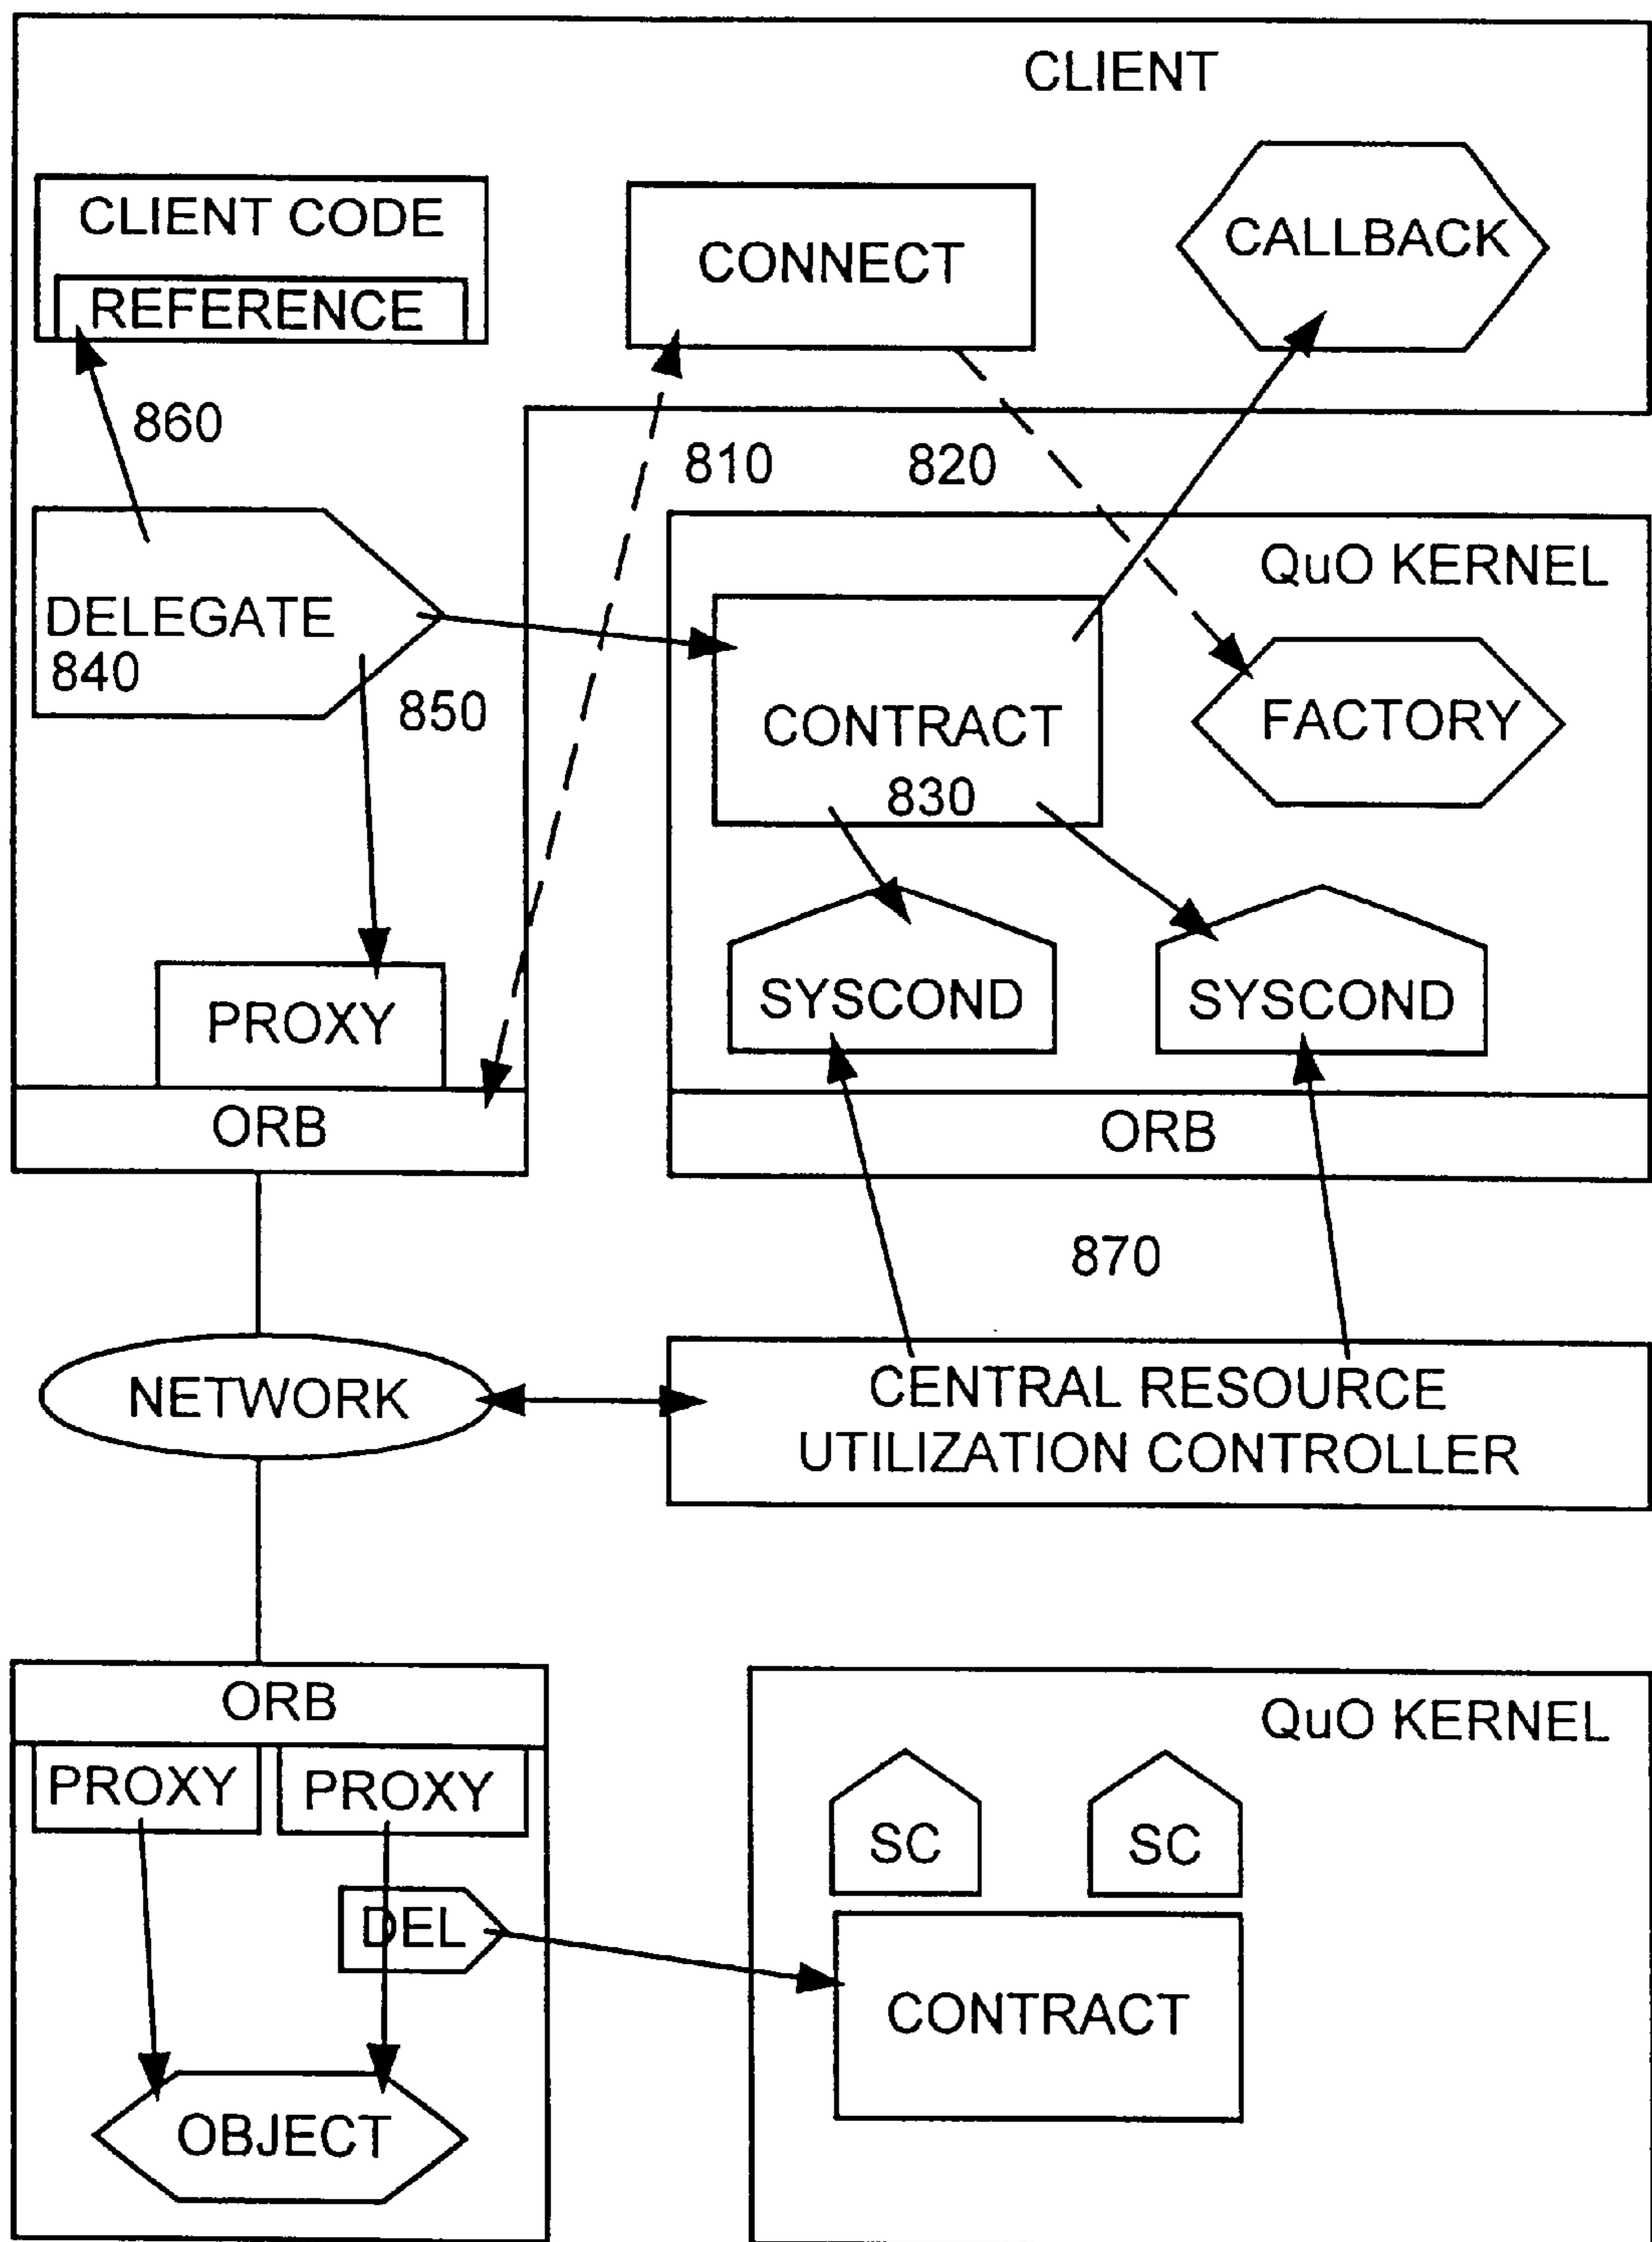 CLIENT
CLIENT CODE
REFERENCE
CONNECT
CALLBACK
860
810
820
QuO KERNEL
DELEGATE
840
850
CONTRACT
830
FACTORY
SYSCOND
SYSCOND
PROXY
ORB
ORB
870
NETWORK
CENTRAL RESOURCE
UTILIZATION CONTROLLER
ORB
QuO KERNEL
PROXY
PROXY
SC
SC
DEL
CONTRACT
OBJECT